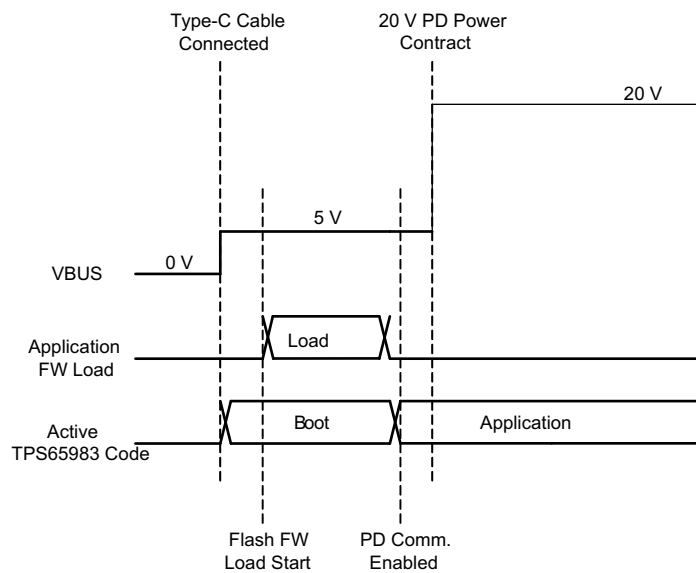 Type-C Cable
Connected
20 V PD Power
Contract
20 V
5 V
0 V
VBUS
Load
Application
FW Load
Boot
Application
Active
TPS65983 Code
Flash FW
Load Start
PD Comm.
Enabled